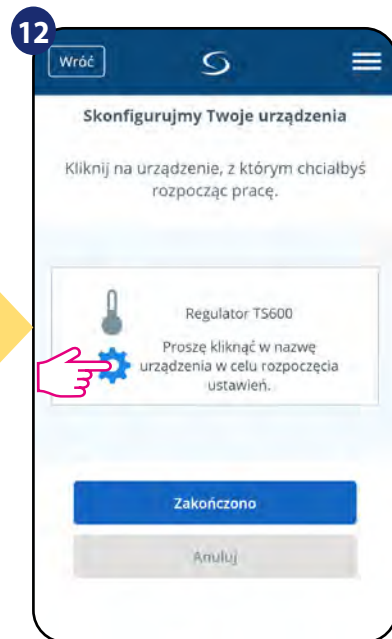 12
Wróć
Skonfigurujmy Twoje urządzenia
Kliknij na urządzenie, z którym chciałbyś
rozpocząc pracę.
Regulator TS600
Proszę kliknąć w nazwę
urządzenia w celu rozpoczęcia
ustawień.
Zakończono
Anuluj